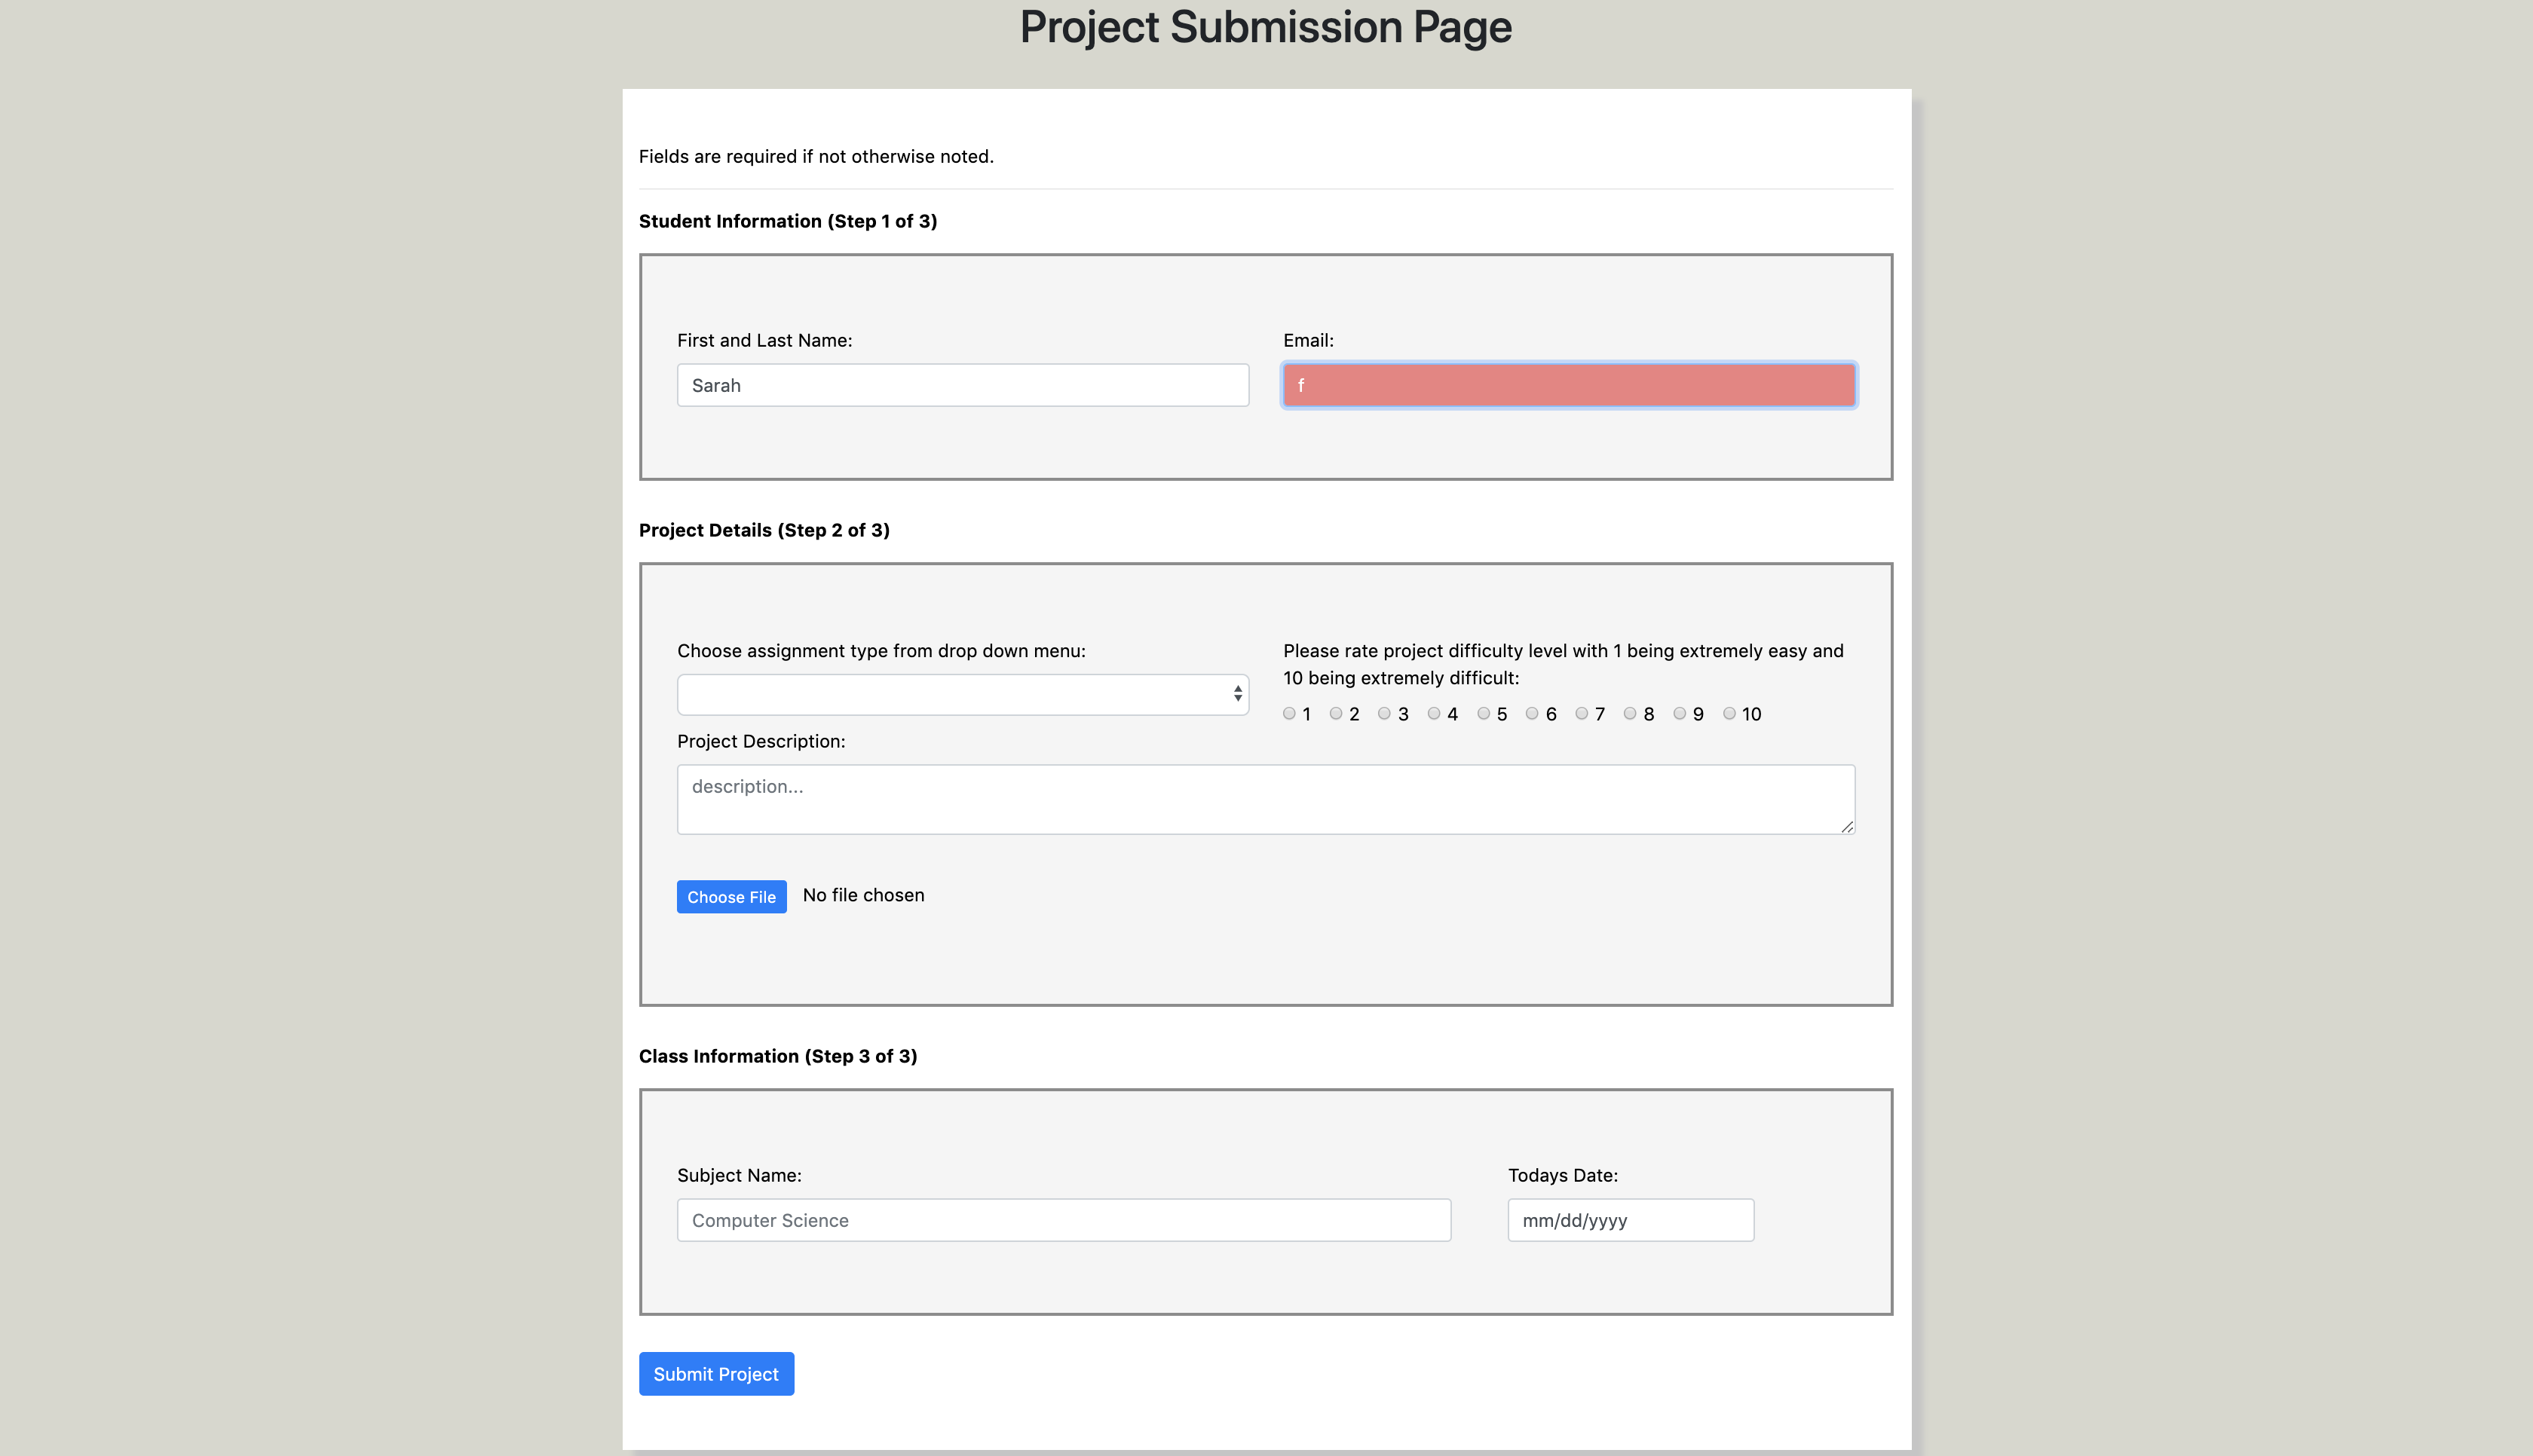 Project Submission Page
Fields are required if not otherwise noted.
Student Information (Step 1 of 3)
First and Last Name:
Email:
Sarah
f
Project Details (Step 2 of 3)
Choose assignment type from drop down menu:
Please rate project difficulty level with 1 being extremely easy and
10 being extremely difficult:
1 2 3 4 5 6 7 8 9 10
Project Description:
description...
Choose File No file chosen
Class Information (Step 3 of 3)
Subject Name:
Todays Date:
Computer Science
mm/dd/yyyy
Submit Project